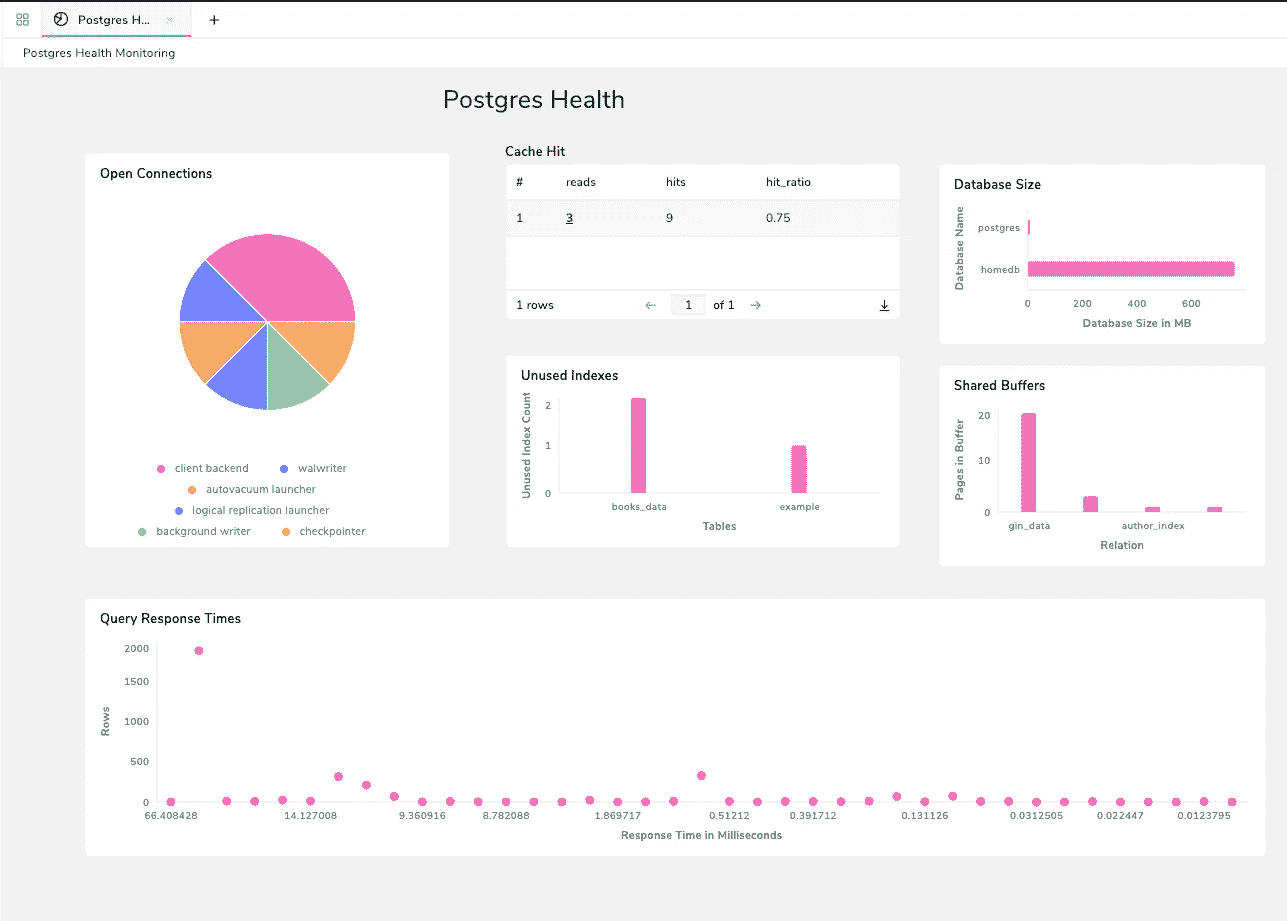 Postgres H...
Postgres Health Monitoring
Postgres Health
Open Connections
client backend
walwriter
autovacuum launcher
logical replication launcher
background writer
checkpointer
Cache Hit
# reads hits hit_ratio
1 3 9 0.75
1 rows
1 of 1
Unused Indexes
Unused Index Count
2
1
0
books_data example
Tables
Database Size
Database Name
postgres
homedb
0 200 400 600
Database Size in MB
Shared Buffers
Pages in Buffer
20
10
0
gin_data author_index
Relation
Query Response Times
Rows
2000
1500
1000
500
0
66.408428 14.127008 9.360916 8.782088 1.869717 0.51212 0.391712 0.131126 0.0312505 0.022447 0.0123795
Response Time in Milliseconds